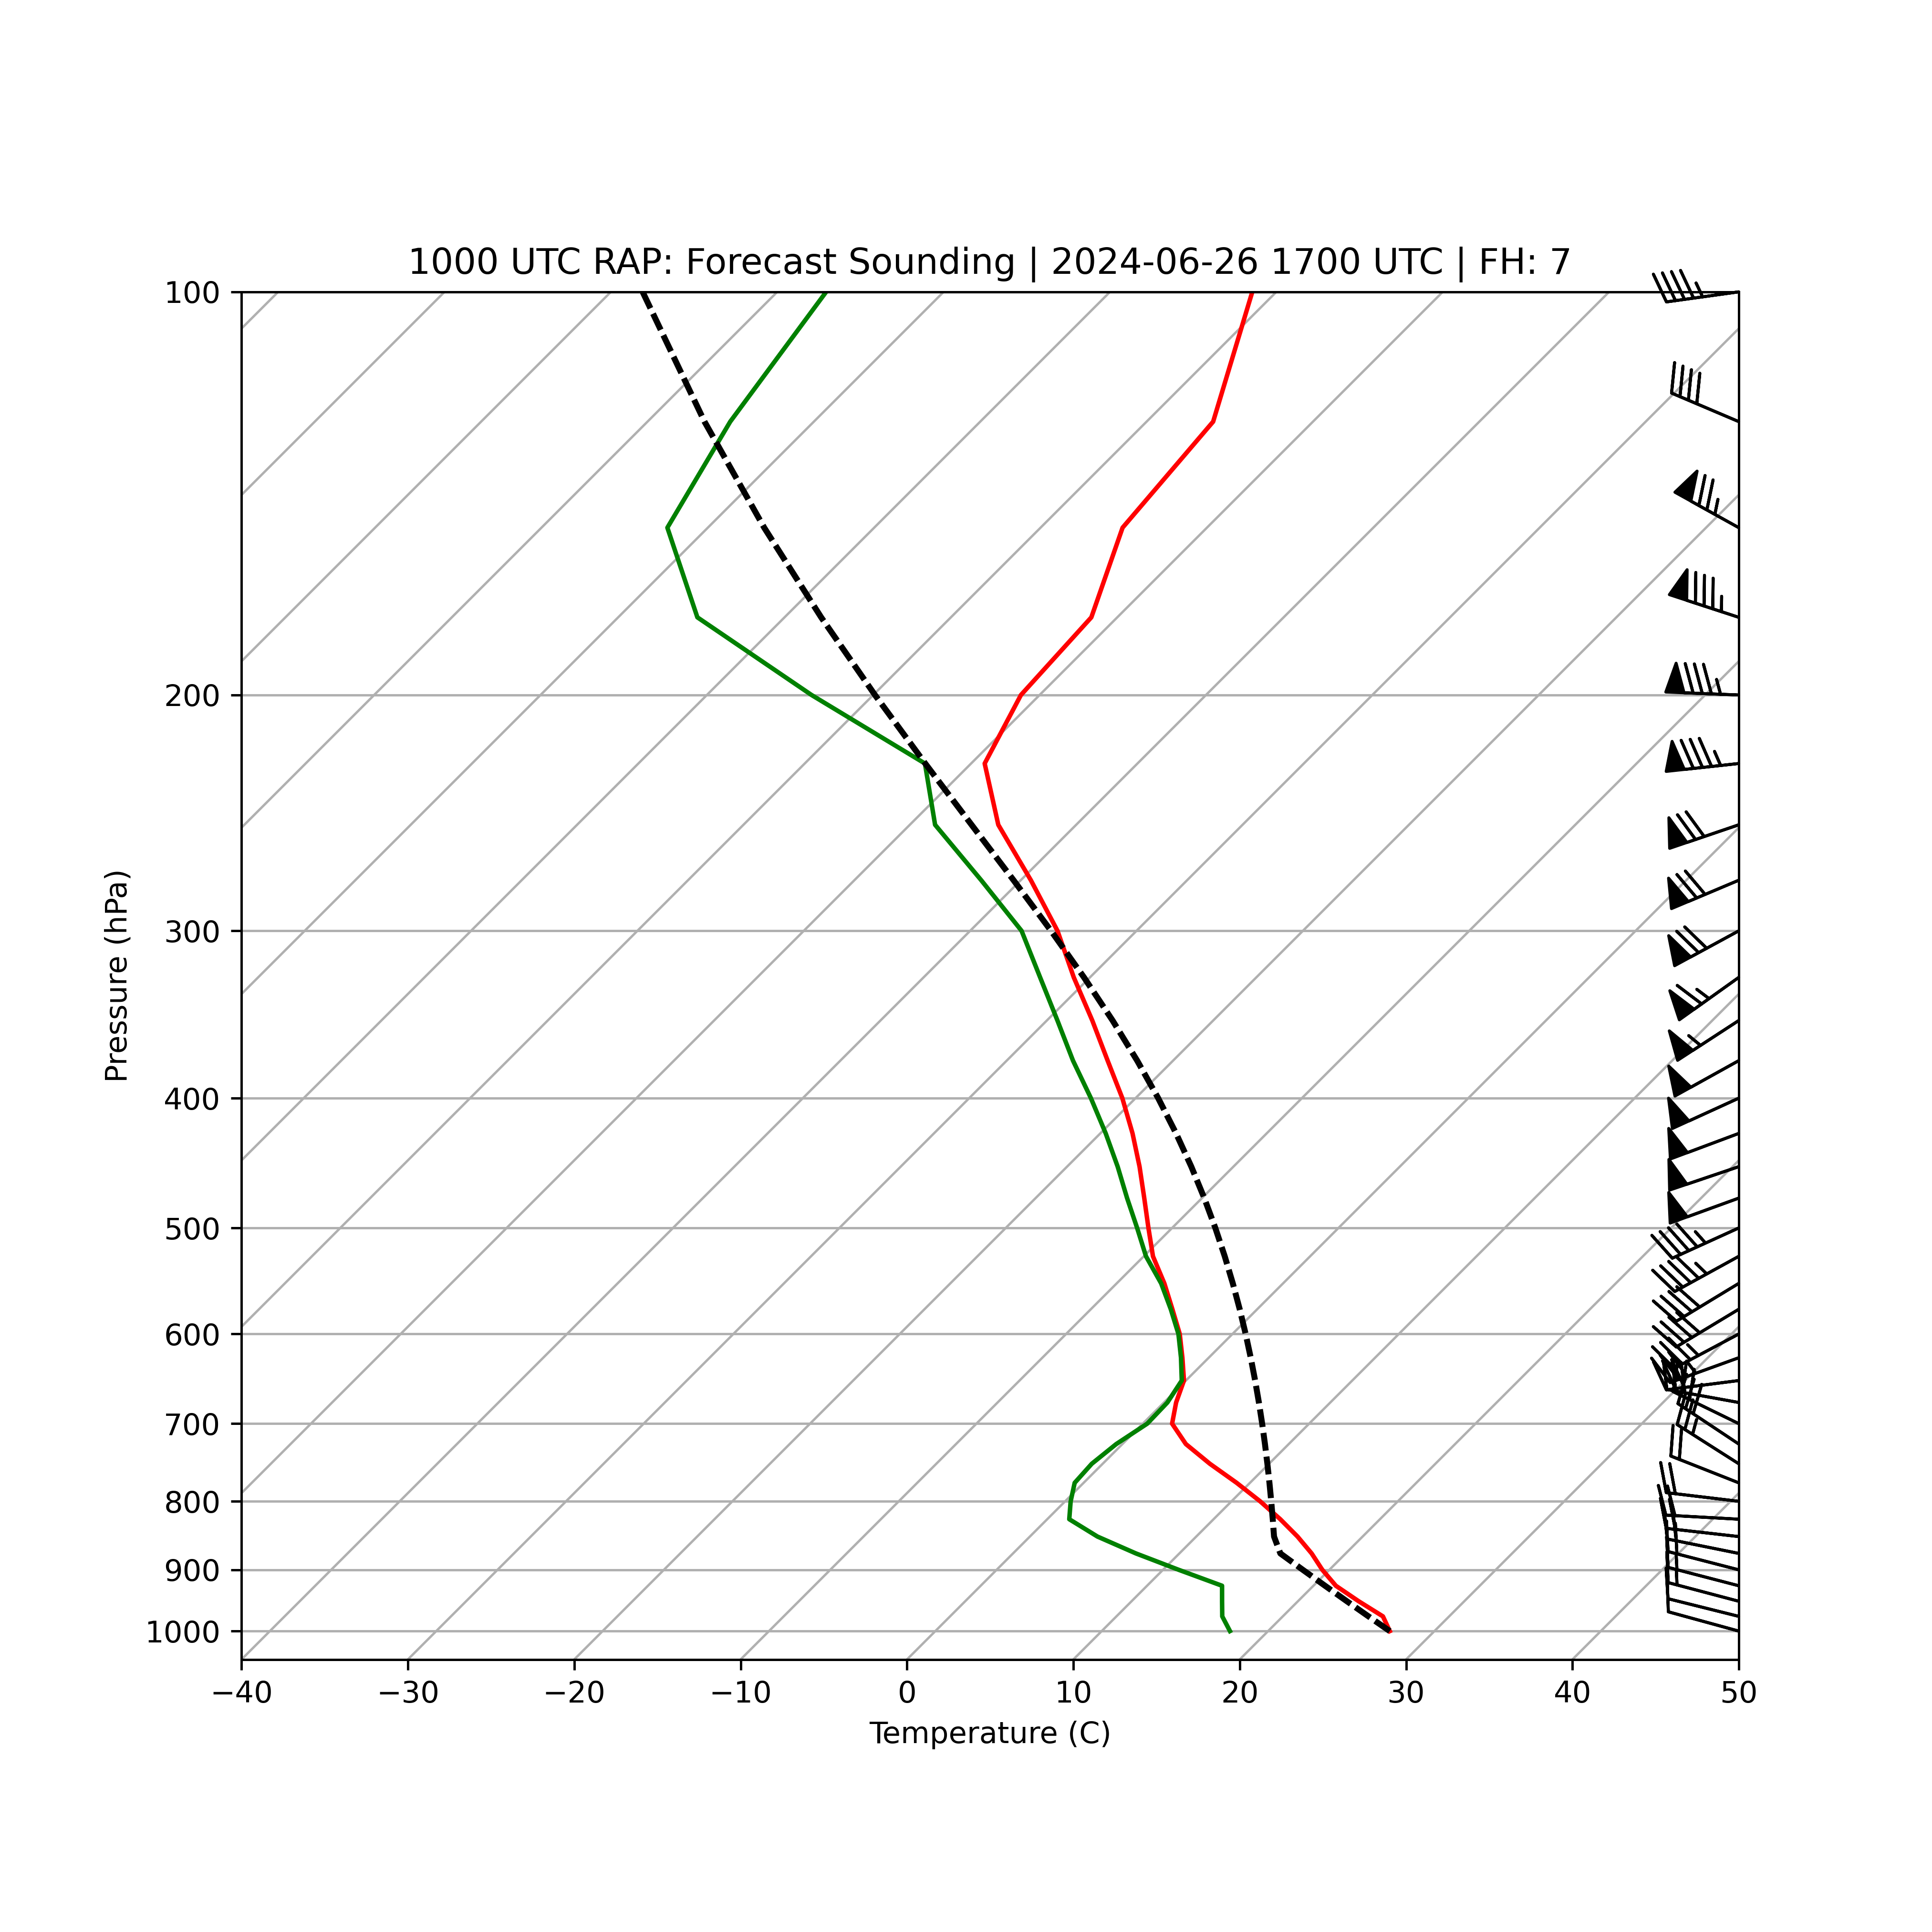 1000 UTC RAP: Forecast Sounding | 2024-06-26 1700 UTC | FH: 7
100
200
300
400
500
600
700
800
900
1000
Pressure (hPa)
−40 −30 −20 −10 0 10 20 30 40 50
Temperature (C)